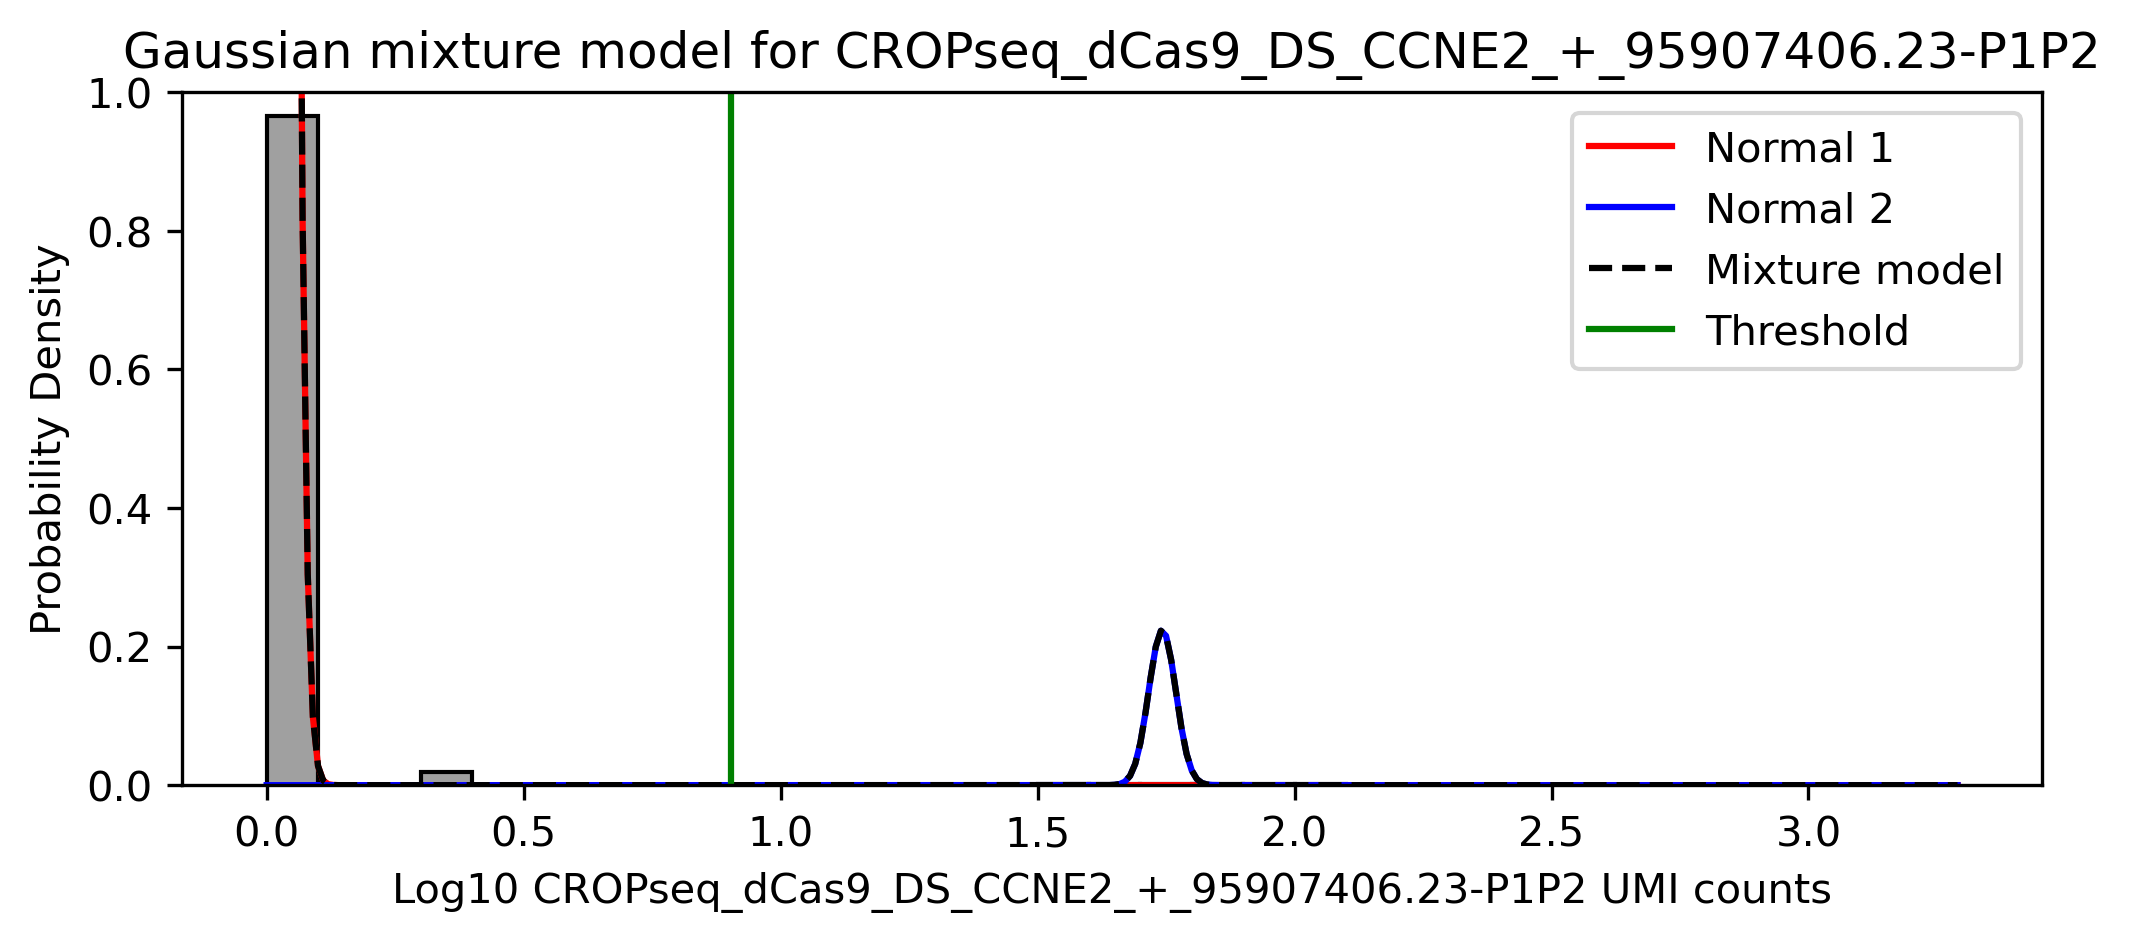 Gaussian mixture model for CROPseq_dCas9_DS_CCNE2_+_95907406.23-P1P2
1.0
0.8
0.6
0.4
0.2
0.0
Probability Density
Normal 1
Normal 2
Mixture model
Threshold
0.0 0.5 1.0 1.5 2.0 2.5 3.0
Log10 CROPseq_dCas9_DS_CCNE2_+_95907406.23-P1P2 UMI counts